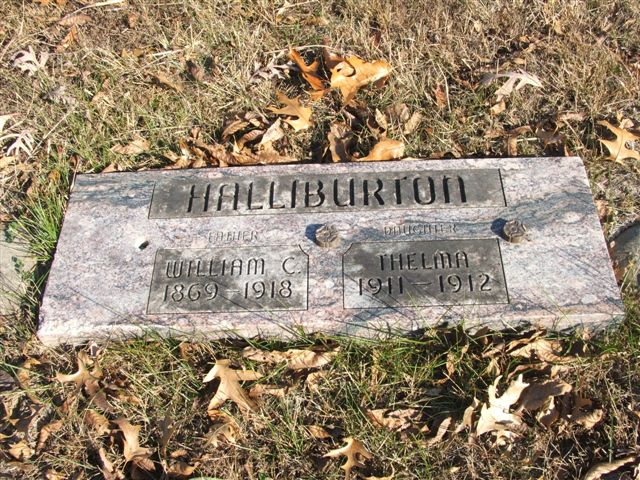 HALLIBURTON
FATHER DAUGHTER
WILLIAM C. THELMA
1869 - 1918 1911 - 1912